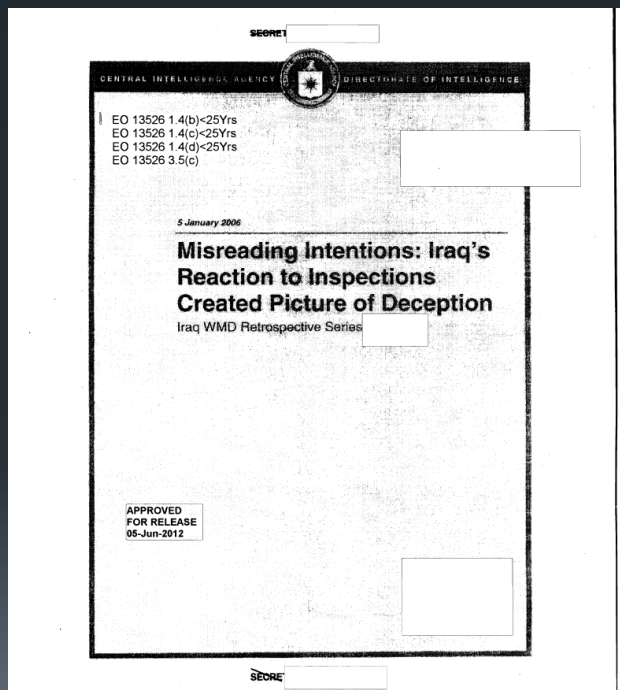 SECRET
CENTRAL INTELLIGENCE AGENCY DIRECTORATE OF INTELLIGENCE
EO 13526 1.4(b)<25Yrs
EO 13526 1.4(c)<25Yrs
EO 13526 1.4(d)<25Yrs
EO 13526 3.5(c)
5 January 2006
Misreading Intentions: Iraq's
Reaction to Inspections
Created Picture of Deception
Iraq WMD Retrospective Series
APPROVED
FOR RELEASE
05-Jun-2012
SECRE